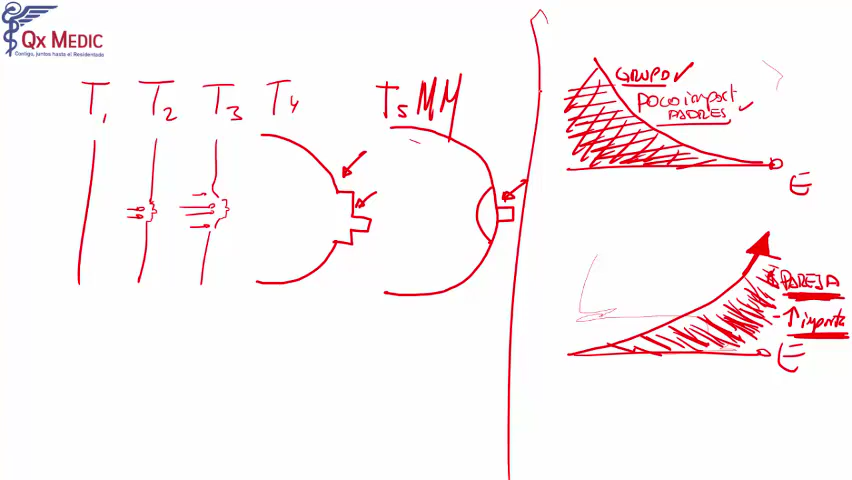 Qx MEDIC
Contigo, juntos hasta el Residentado
T1 T2 T3 T4 T5 MM
GRUPO
POCO import
PADRES
E
PAREJA
↑ importa
E